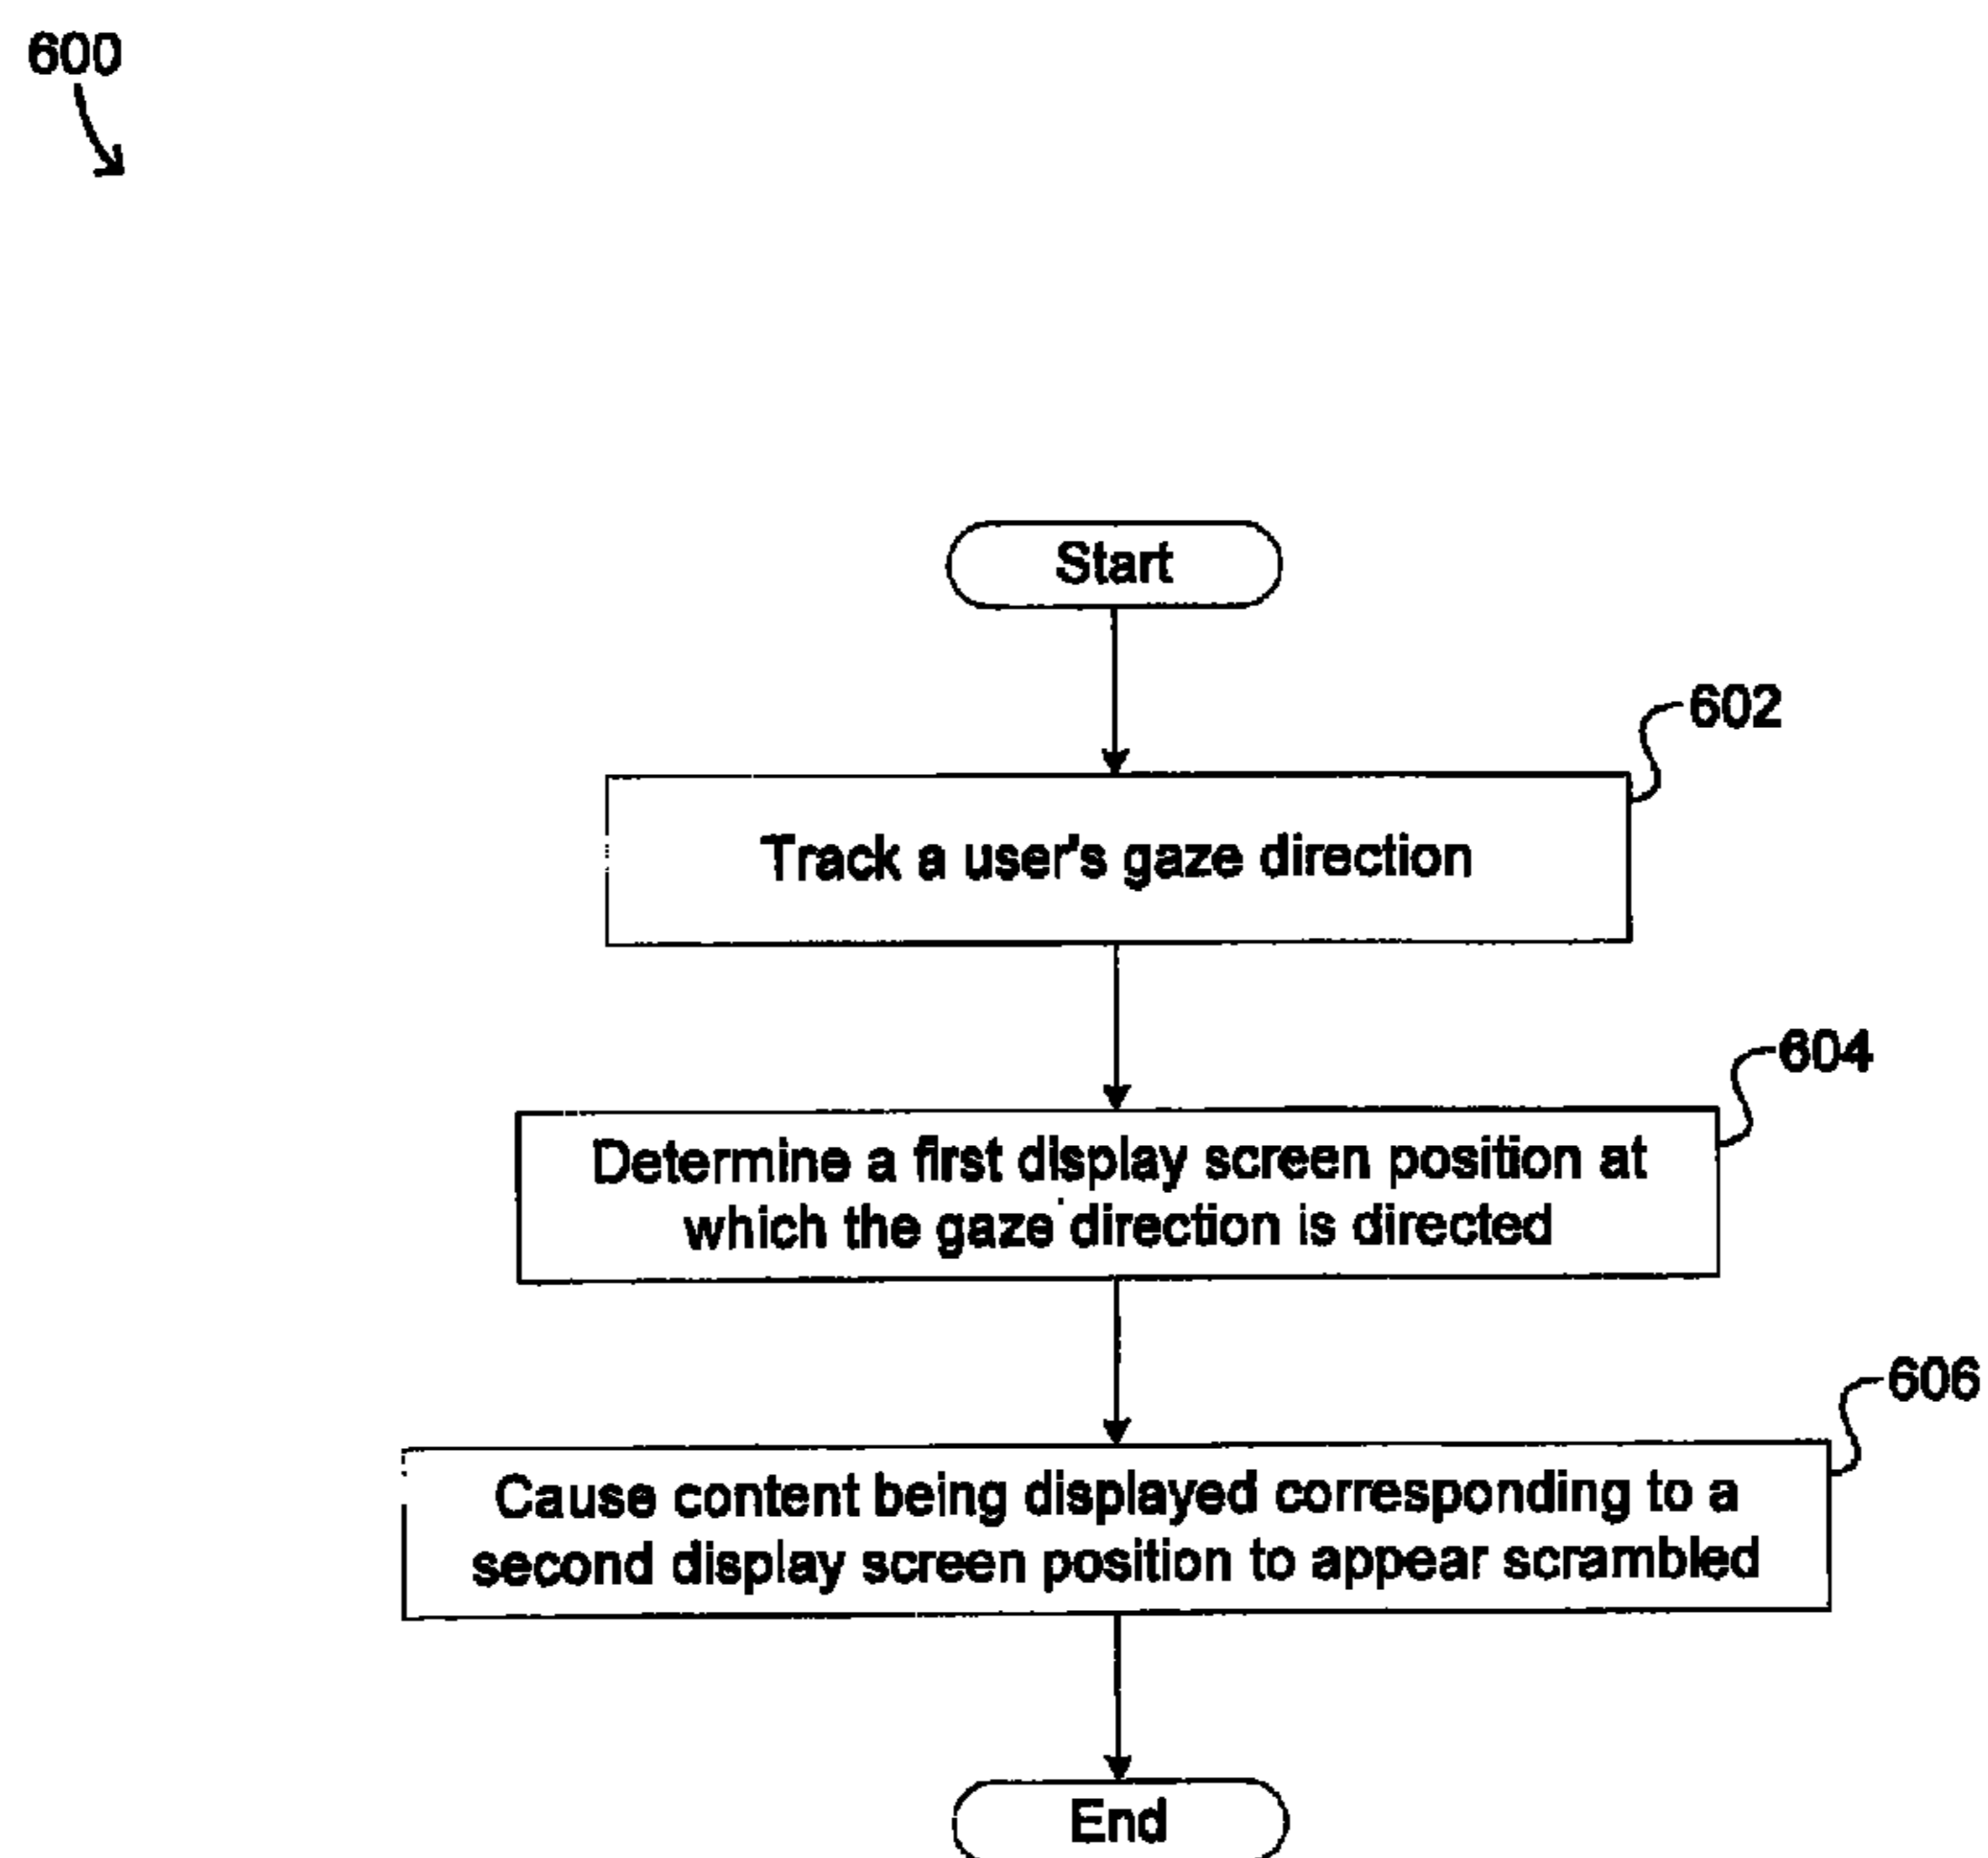 600
Start
602
Track a user's gaze direction
604
Determine a first display screen position at
which the gaze direction is directed
606
Cause content being displayed corresponding to a
second display screen position to appear scrambled
End